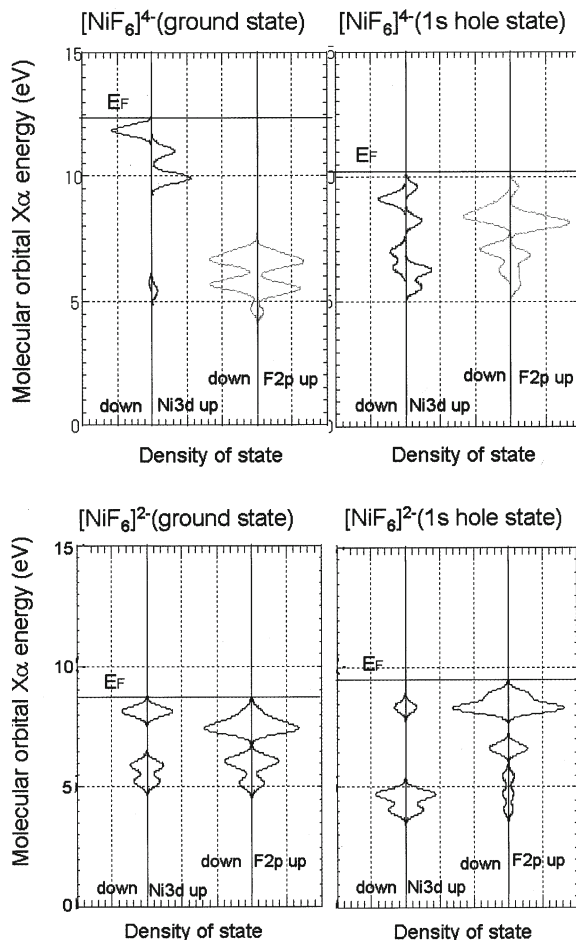 [NiF6]4-(ground state)
[NiF6]4-(1s hole state)
Molecular orbital Xα energy (eV)
15
10
5
0
EF
EF
down F2p up
down Ni3d up
down F2p up
down Ni3d up
Density of state
Density of state
[NiF6]2-(ground state)
[NiF6]2-(1s hole state)
Molecular orbital Xα energy (eV)
15
10
5
0
EF
EF
down F2p up
down Ni3d up
down F2p up
down Ni3d up
Density of state
Density of state